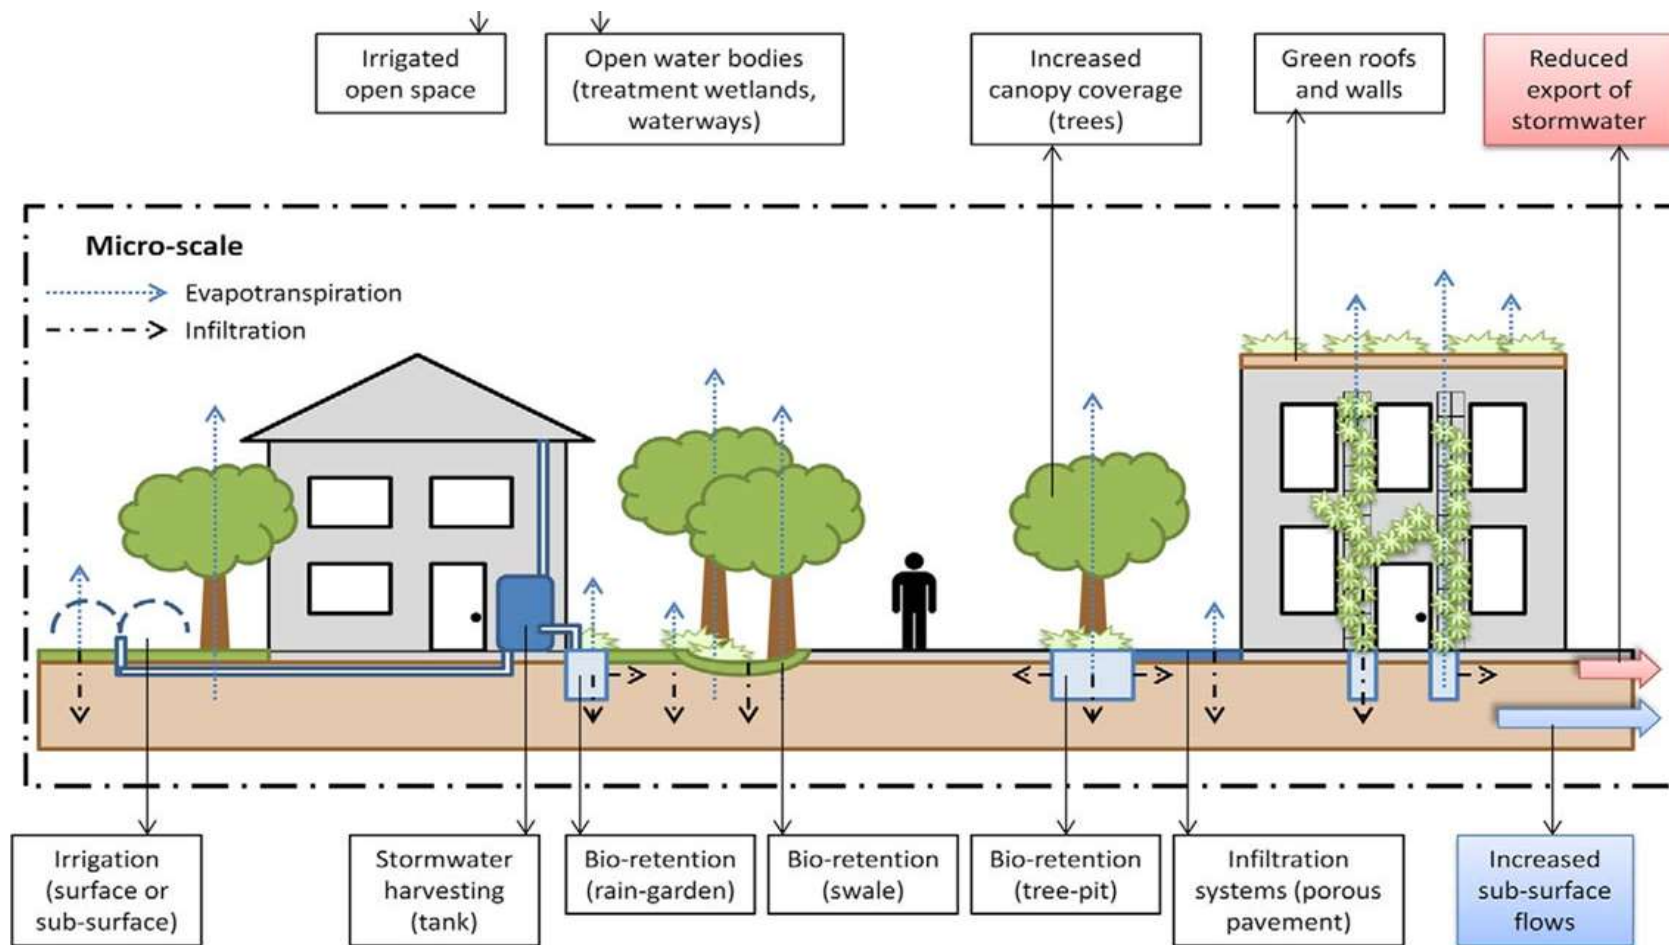 Irrigated
open space
Open water bodies
(treatment wetlands,
waterways)
Increased
canopy coverage
(trees)
Green roofs
and walls
Reduced
export of
stormwater
Micro-scale
Evapotranspiration
Infiltration
Irrigation
(surface or
sub-surface)
Stormwater
harvesting
(tank)
Bio-retention
(rain-garden)
Bio-retention
(swale)
Bio-retention
(tree-pit)
Infiltration
systems (porous
pavement)
Increased
sub-surface
flows